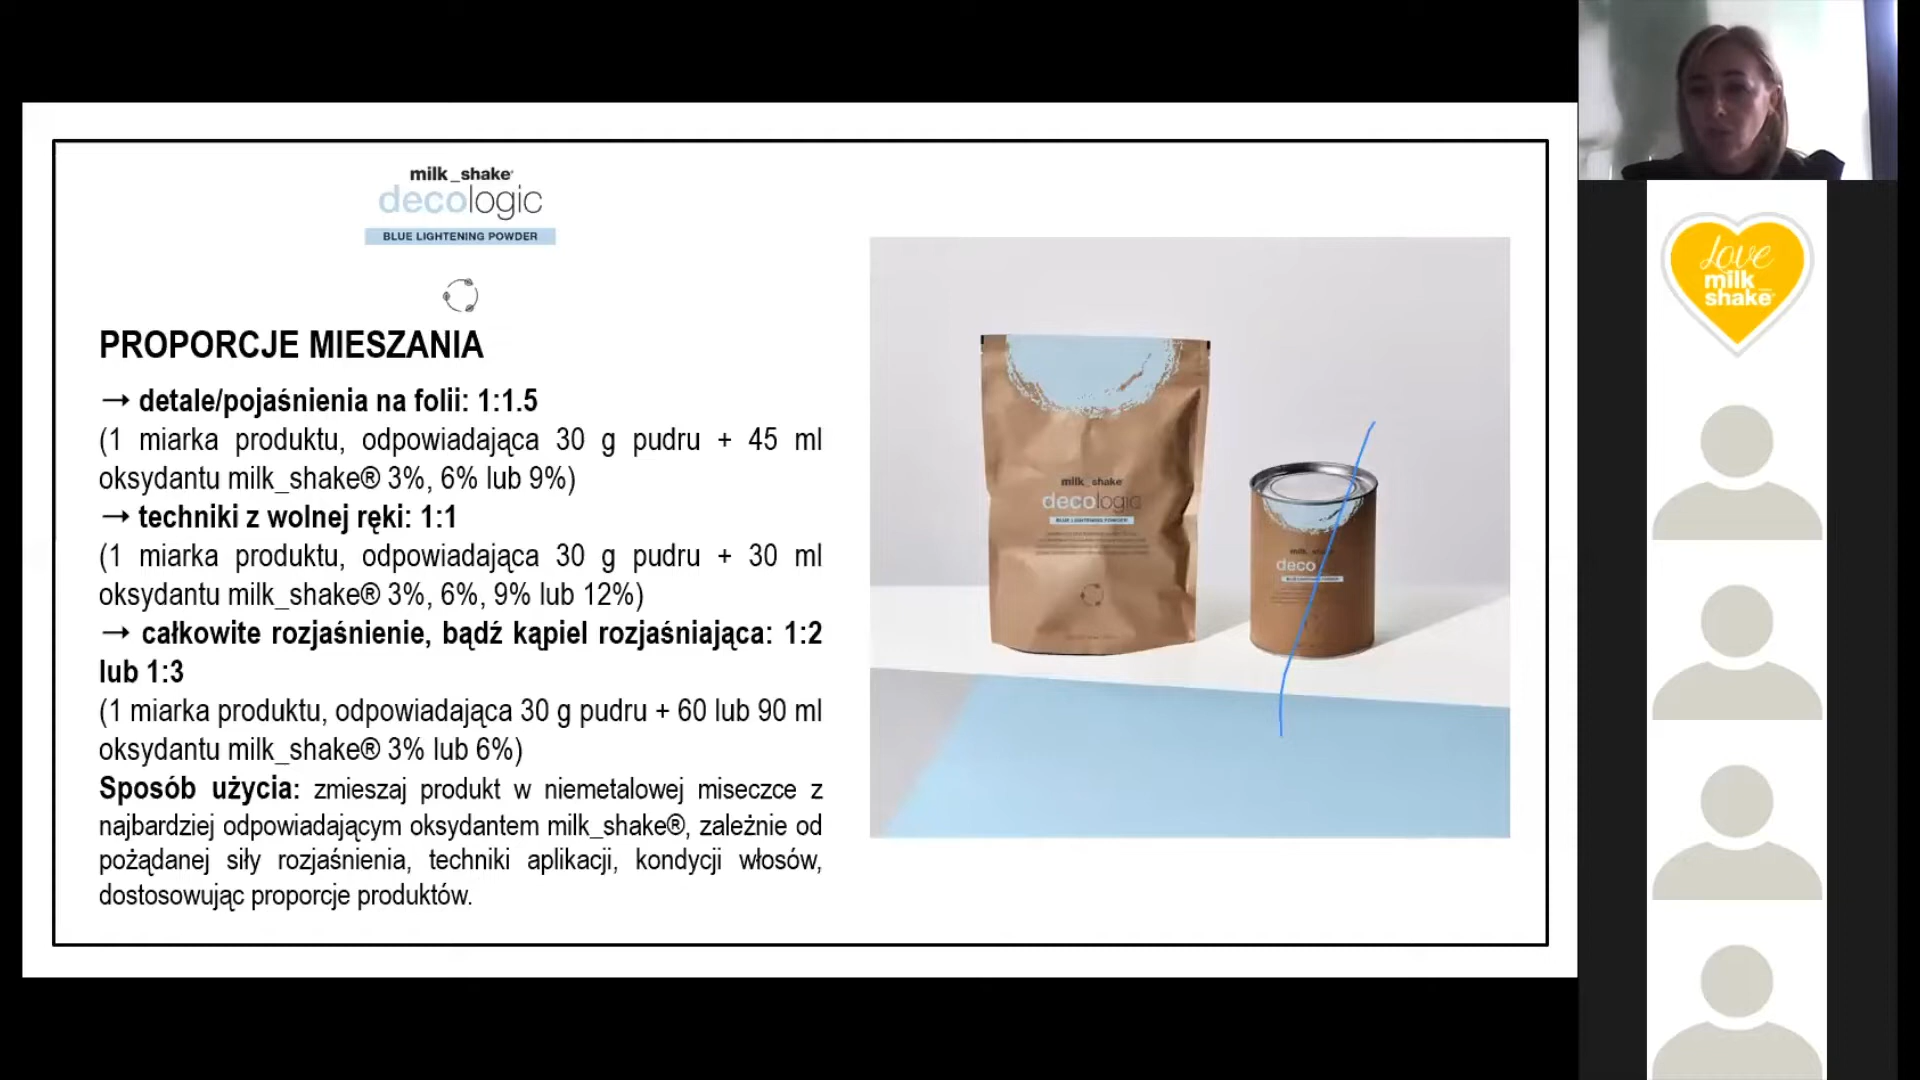 milk_shake®
decologic
BLUE LIGHTENING POWDER
PROPORCJE MIESZANIA
→ detale/pojaśnienia na folii: 1:1.5
(1 miarka produktu, odpowiadająca 30 g pudru + 45 ml
oksydantu milk_shake® 3%, 6% lub 9%)
→ techniki z wolnej ręki: 1:1
(1 miarka produktu, odpowiadająca 30 g pudru + 30 ml
oksydantu milk_shake® 3%, 6%, 9% lub 12%)
→ całkowite rozjaśnienie, bądź kąpiel rozjaśniająca: 1:2
lub 1:3
(1 miarka produktu, odpowiadająca 30 g pudru + 60 lub 90 ml
oksydantu milk_shake® 3% lub 6%)
Sposób użycia: zmieszaj produkt w niemetalowej miseczce z
najbardziej odpowiadającym oksydantem milk_shake®, zależnie od
pożądanej siły rozjaśnienia, techniki aplikacji, kondycji włosów,
dostosowując proporcje produktów.
milk_shake
decologic
BLUE LIGHTENING POWDER
deco
Love
milk
shake®